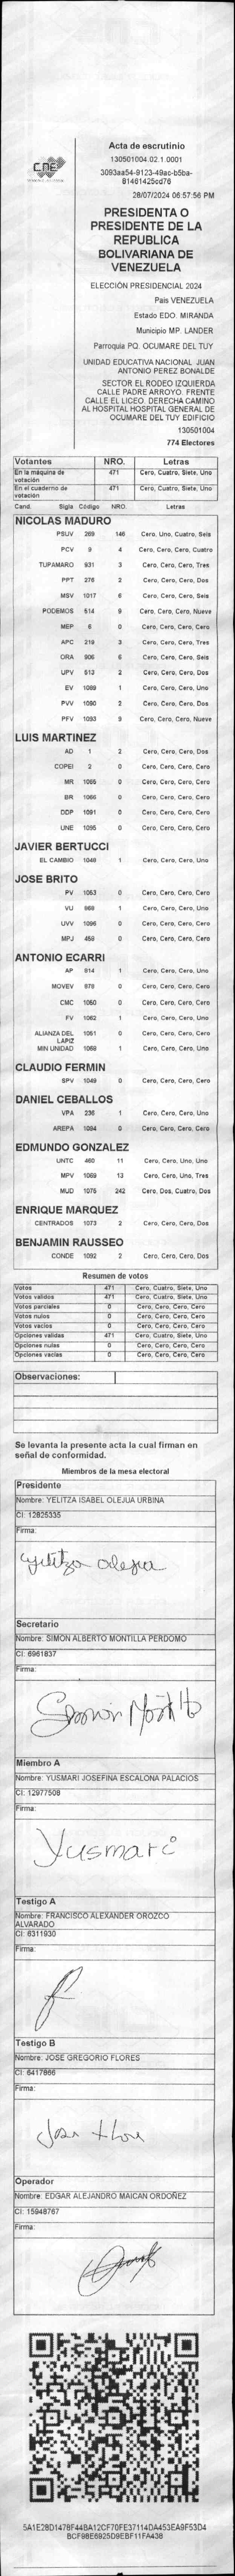 CNE
Acta de escrutinio
130501004.02.1.0001
3093aa54-9123-49ac-b5ba-
81461425cd76
28/07/2024 06:57:56 PM
PRESIDENTA O
PRESIDENTE DE LA
REPUBLICA
BOLIVARIANA DE
VENEZUELA
ELECCIÓN PRESIDENCIAL 2024
Pais VENEZUELA
Estado EDO. MIRANDA
Municipio MP. LANDER
Parroquia PQ. OCUMARE DEL TUY
UNIDAD EDUCATIVA NACIONAL JUAN
ANTONIO PEREZ BONALDE
SECTOR EL RODEO IZQUIERDA
CALLE PADRE ARROYO. FRENTE
CALLE EL LICEO. DERECHA CAMINO
AL HOSPITAL HOSPITAL GENERAL DE
OCUMARE DEL TUY EDIFICIO
130501004
774 Electores
Votantes NRO. Letras
En la máquina de votación 471 Cero, Cuatro, Siete, Uno
En el cuaderno de votación 471 Cero, Cuatro, Siete, Uno
Cand. Sigla Código NRO. Letras
NICOLAS MADURO
PSUV 269 146 Cero, Uno, Cuatro, Seis
PCV 9 4 Cero, Cero, Cero, Cuatro
TUPAMARO 931 3 Cero, Cero, Cero, Tres
PPT 276 2 Cero, Cero, Cero, Dos
MSV 1017 6 Cero, Cero, Cero, Seis
PODEMOS 514 9 Cero, Cero, Cero, Nueve
MEP 6 0 Cero, Cero, Cero, Cero
APC 219 3 Cero, Cero, Cero, Tres
ORA 906 6 Cero, Cero, Cero, Seis
UPV 513 2 Cero, Cero, Cero, Dos
EV 1089 1 Cero, Cero, Cero, Uno
PVV 1090 2 Cero, Cero, Cero, Dos
PFV 1093 9 Cero, Cero, Cero, Nueve
LUIS MARTINEZ
AD 1 2 Cero, Cero, Cero, Dos
COPEI 2 0 Cero, Cero, Cero, Cero
MR 1065 0 Cero, Cero, Cero, Cero
BR 1066 0 Cero, Cero, Cero, Cero
DDP 1091 0 Cero, Cero, Cero, Cero
UNE 1095 0 Cero, Cero, Cero, Cero
JAVIER BERTUCCI
EL CAMBIO 1048 1 Cero, Cero, Cero, Uno
JOSE BRITO
PV 1053 0 Cero, Cero, Cero, Cero
VU 868 1 Cero, Cero, Cero, Uno
UVV 1096 0 Cero, Cero, Cero, Cero
MPJ 458 0 Cero, Cero, Cero, Cero
ANTONIO ECARRI
AP 914 1 Cero, Cero, Cero, Uno
MOVEV 878 0 Cero, Cero, Cero, Cero
CMC 1050 0 Cero, Cero, Cero, Cero
FV 1062 1 Cero, Cero, Cero, Uno
ALIANZA DEL LAPIZ 1051 0 Cero, Cero, Cero, Cero
MIN UNIDAD 1058 1 Cero, Cero, Cero, Uno
CLAUDIO FERMIN
SPV 1049 0 Cero, Cero, Cero, Cero
DANIEL CEBALLOS
VPA 236 1 Cero, Cero, Cero, Uno
AREPA 1094 0 Cero, Cero, Cero, Cero
EDMUNDO GONZALEZ
UNTC 460 11 Cero, Cero, Uno, Uno
MPV 1069 13 Cero, Cero, Uno, Tres
MUD 1075 242 Cero, Dos, Cuatro, Dos
ENRIQUE MARQUEZ
CENTRADOS 1073 2 Cero, Cero, Cero, Dos
BENJAMIN RAUSSEO
CONDE 1092 2 Cero, Cero, Cero, Dos
Resumen de votos
Votos 471 Cero, Cuatro, Siete, Uno
Votos validos 471 Cero, Cuatro, Siete, Uno
Votos parciales 0 Cero, Cero, Cero, Cero
Votos nulos 0 Cero, Cero, Cero, Cero
Votos vacios 0 Cero, Cero, Cero, Cero
Opciones validas 471 Cero, Cuatro, Siete, Uno
Opciones nulas 0 Cero, Cero, Cero, Cero
Opciones vacias 0 Cero, Cero, Cero, Cero
Observaciones:
Se levanta la presente acta la cual firman en
señal de conformidad.
Miembros de la mesa electoral
Presidente
Nombre: YELITZA ISABEL OLEJUA URBINA
CI: 12825335
Firma:
Yelitza Olejua
Secretario
Nombre: SIMON ALBERTO MONTILLA PERDOMO
CI: 6961837
Firma:
Simon Montilla
Miembro A
Nombre: YUSMARI JOSEFINA ESCALONA PALACIOS
CI: 12977508
Firma:
Yusmari
Testigo A
Nombre: FRANCISCO ALEXANDER OROZCO
ALVARADO
CI: 6311930
Firma:
Testigo B
Nombre: JOSE GREGORIO FLORES
CI: 6417866
Firma:
Jose Flores
Operador
Nombre: EDGAR ALEJANDRO MAICAN ORDOÑEZ
CI: 15948767
Firma:
5A1E28D1478F44BA12CF70FE37114DA453EA9F53D4
BCF98E6925D9EBF11FA438